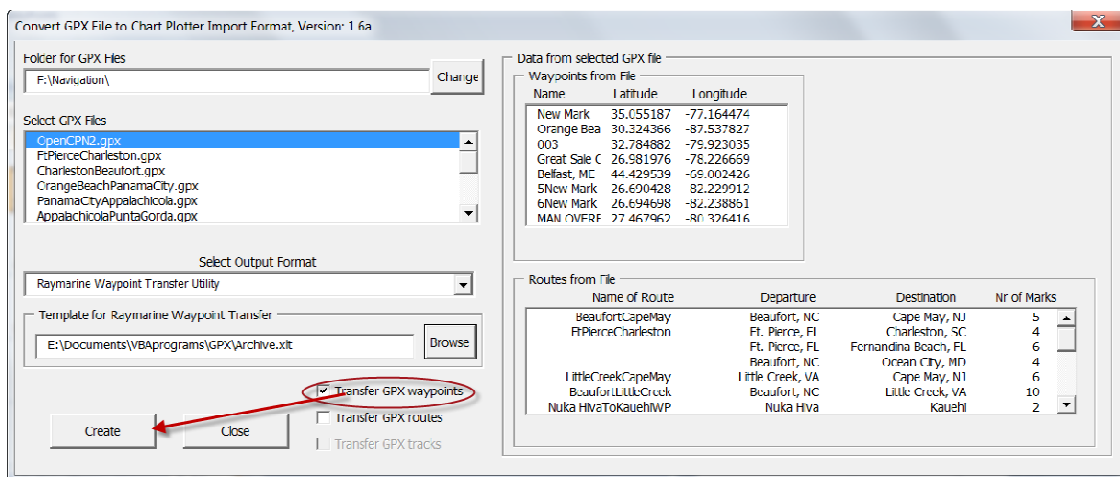 Convert GPX File to Chart Plotter Import Format, Version: 1.6a
X
Folder for GPX Files
F:\Navigation\
Change
Select GPX Files
OpenCPN2.gpx
FtPierceCharleston.gpx
CharlestonBeaufort.gpx
OrangeBeachPanamaCity.gpx
PanamaCityAppalachicola.gpx
AppalachicolaPuntaGorda.gpx
Select Output Format
Raymarine Waypoint Transfer Utility
Template for Raymarine Waypoint Transfer
E:\Documents\VBAprograms\GPX\Archive.xlt
Browse
Transfer GPX waypoints
Transfer GPX routes
Transfer GPX tracks
Create
Close
Data from selected GPX file
Waypoints from File
Name Latitude Longitude
New Mark 35.055187 -77.164474
Orange Bea 30.324366 -87.537827
003 32.784882 -79.923035
Great Sale C 26.981976 -78.226669
Belfast, ME 44.429539 -69.002426
5New Mark 26.690428 -82.229912
6New Mark 26.694698 -82.238861
MAN OVERE 27.467962 -80.326416
Routes from File
Name of Route Departure Destination Nr of Marks
BeaufortCapeMay Beaufort, NC Cape May, NJ 5
FtPierceCharleston Ft. Pierce, FL Charleston, SC 4
Ft. Pierce, FL Fernandina Beach, FL 6
Beaufort, NC Ocean City, MD 4
LittleCreekCapeMay Little Creek, VA Cape May, NJ 6
BeaufortLittleCreek Beaufort, NC Little Creek, VA 10
Nuka HivaToKauehiWP Nuka Hiva Kauehi 2